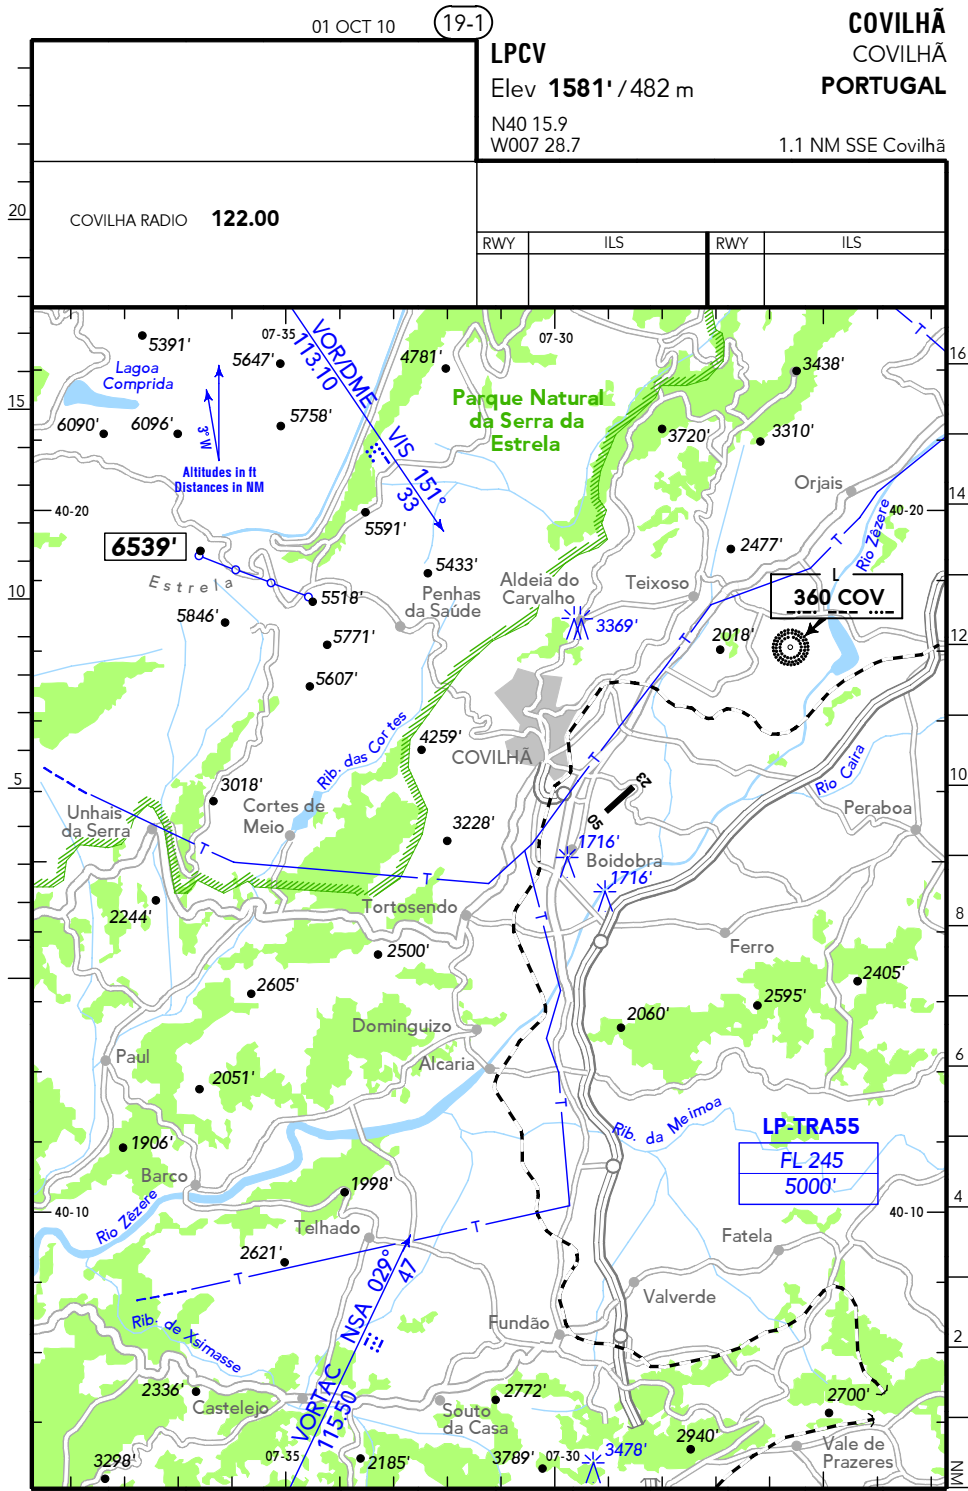 01 OCT 10
19-1
COVILHÃ
LPCV
COVILHÃ
Elev 1581' / 482 m
PORTUGAL
N40 15.9
W007 28.7
1.1 NM SSE Covilhã
COVILHA RADIO 122.00
RWY
ILS
RWY
ILS
20
15
10
5
16
14
12
10
8
6
4
2
NM
07-35
07-30
5391'
5647'
VOR/DME
113.10
4781'
3438'
Lagoa
Comprida
Parque Natural
da Serra da
Estrela
6090'
6096'
5758'
3° W
VIS 151°
33
3720'
3310'
Altitudes in ft
Distances in NM
Orjais
40-20
40-20
5591'
Rio Zêzere
6539'
2477'
Estrela
5433'
Aldeia do
Carvalho
Teixoso
L
360 COV
5518'
Penhas
da Saúde
5846'
3369'
5771'
2018'
5607'
Rib. das Cortes
4259'
COVILHÃ
Rio Caira
3018'
23
05
Unhais
da Serra
Cortes de
Meio
Peraboa
3228'
1716'
Boidobra
1716'
2244'
Tortosendo
Ferro
2500'
2605'
2405'
2595'
2060'
Dominguizo
Paul
Alcaria
2051'
Rib. da Meimoa
LP-TRA55
FL 245
5000'
1906'
Barco
1998'
Rio Zêzere
40-10
40-10
Telhado
Fatela
2621'
NSA 029°
47
Valverde
Rib. de Xsimasse
Fundão
VORTAC
115.50
2336'
Castelejo
2772'
Souto
da Casa
2700'
2940'
Vale de
Prazeres
3298'
07-35
2185'
3789'
07-30
3478'
T
T
T
T
T
T
T
T
T
T
T